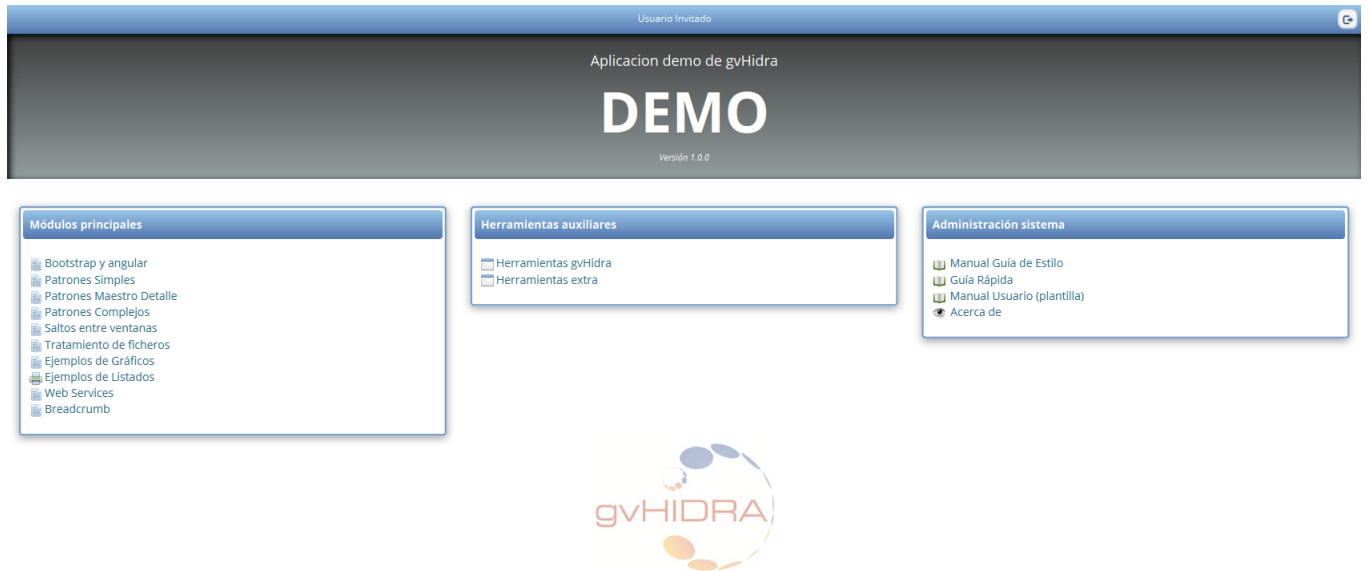 Usuario Invitado
Aplicacion demo de gvHidra
DEMO
Versión 1.0.0
Módulos principales
Bootstrap y angular
Patrones Simples
Patrones Maestro Detalle
Patrones Complejos
Saltos entre ventanas
Tratamiento de ficheros
Ejemplos de Gráficos
Ejemplos de Listados
Web Services
Breadcrumb
Herramientas auxiliares
Herramientas gvHidra
Herramientas extra
Administración sistema
Manual Guía de Estilo
Guía Rápida
Manual Usuario (plantilla)
Acerca de
gvHIDRA